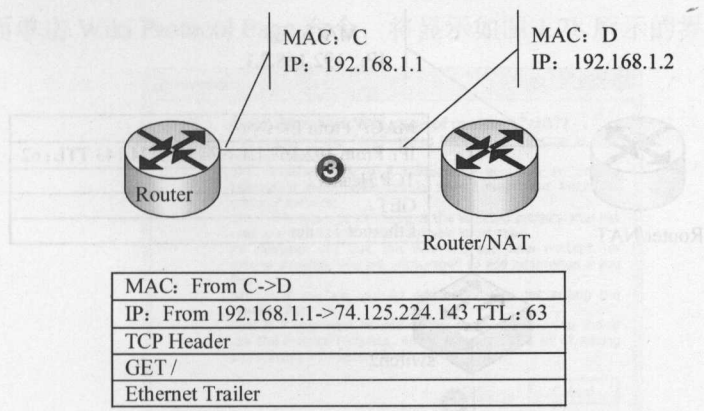 MAC：C
IP：192.168.1.1
MAC：D
IP：192.168.1.2
Router
③
Router/NAT
MAC：From C->D
IP：From 192.168.1.1->74.125.224.143 TTL：63
TCP Header
GET /
Ethernet Trailer